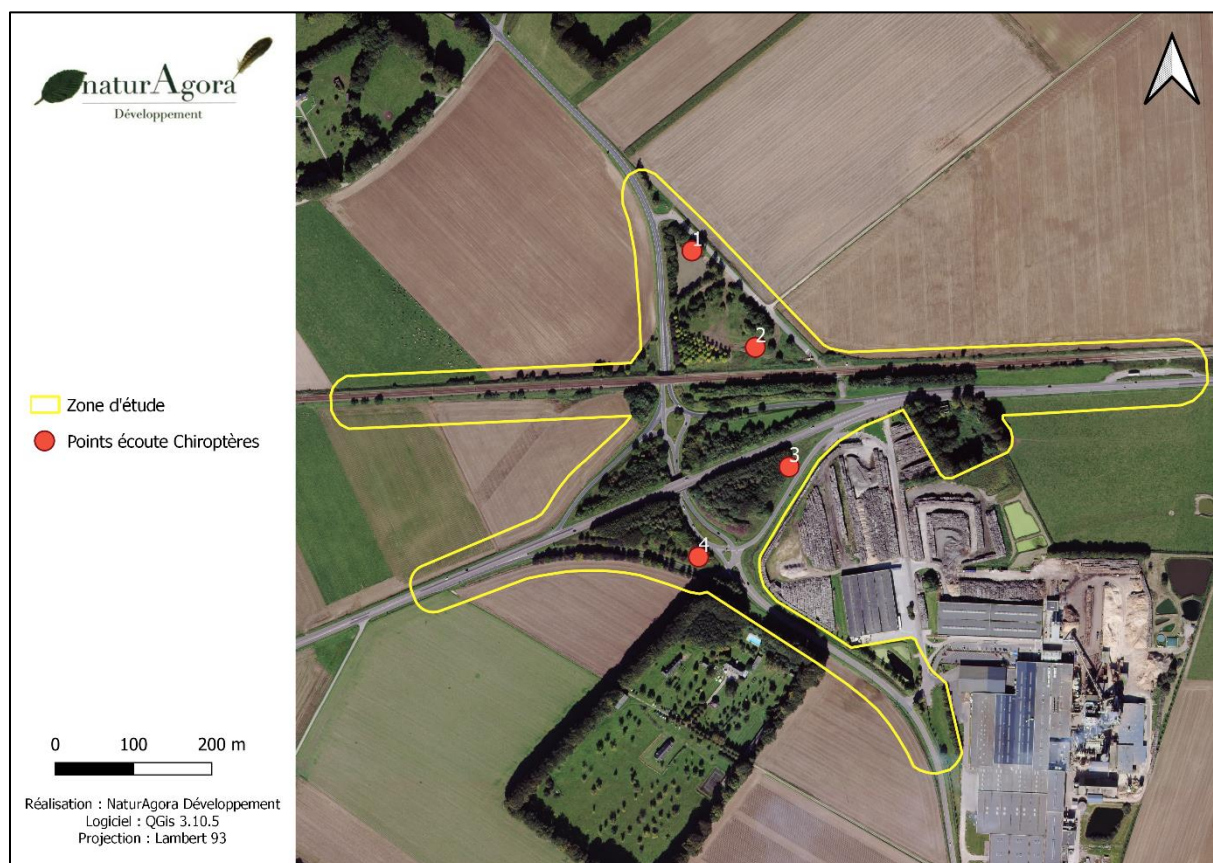 naturAgora
Développement
Zone d'étude
Points écoute Chiroptères
0 100 200 m
Réalisation : NaturAgora Développement
Logiciel : QGis 3.10.5
Projection : Lambert 93
1
2
3
4